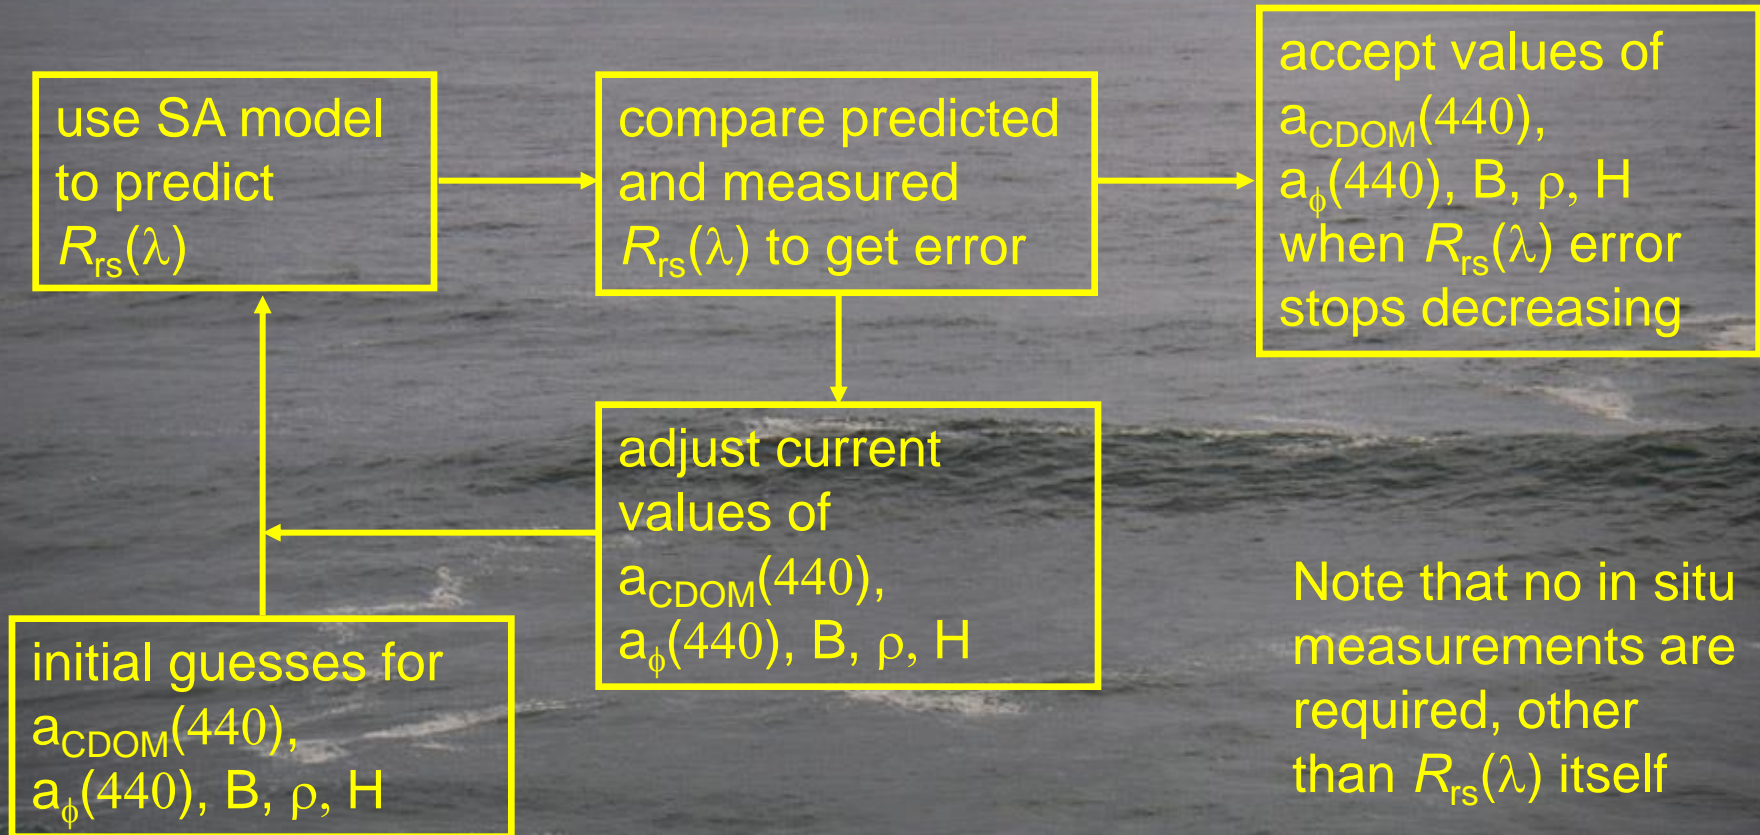 use SA model
to predict
Rrs(λ)
compare predicted
and measured
Rrs(λ) to get error
accept values of
aCDOM(440),
aϕ(440), B, ρ, H
when Rrs(λ) error
stops decreasing
adjust current
values of
aCDOM(440),
aϕ(440), B, ρ, H
initial guesses for
aCDOM(440),
aϕ(440), B, ρ, H
Note that no in situ
measurements are
required, other
than Rrs(λ) itself